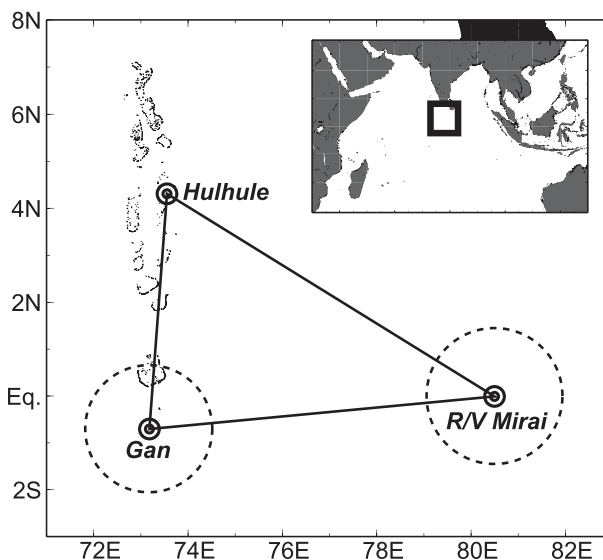 8N
6N
Hulhule
4N
2N
Eq.
R/V Mirai
Gan
2S
72E 74E 76E 78E 80E 82E